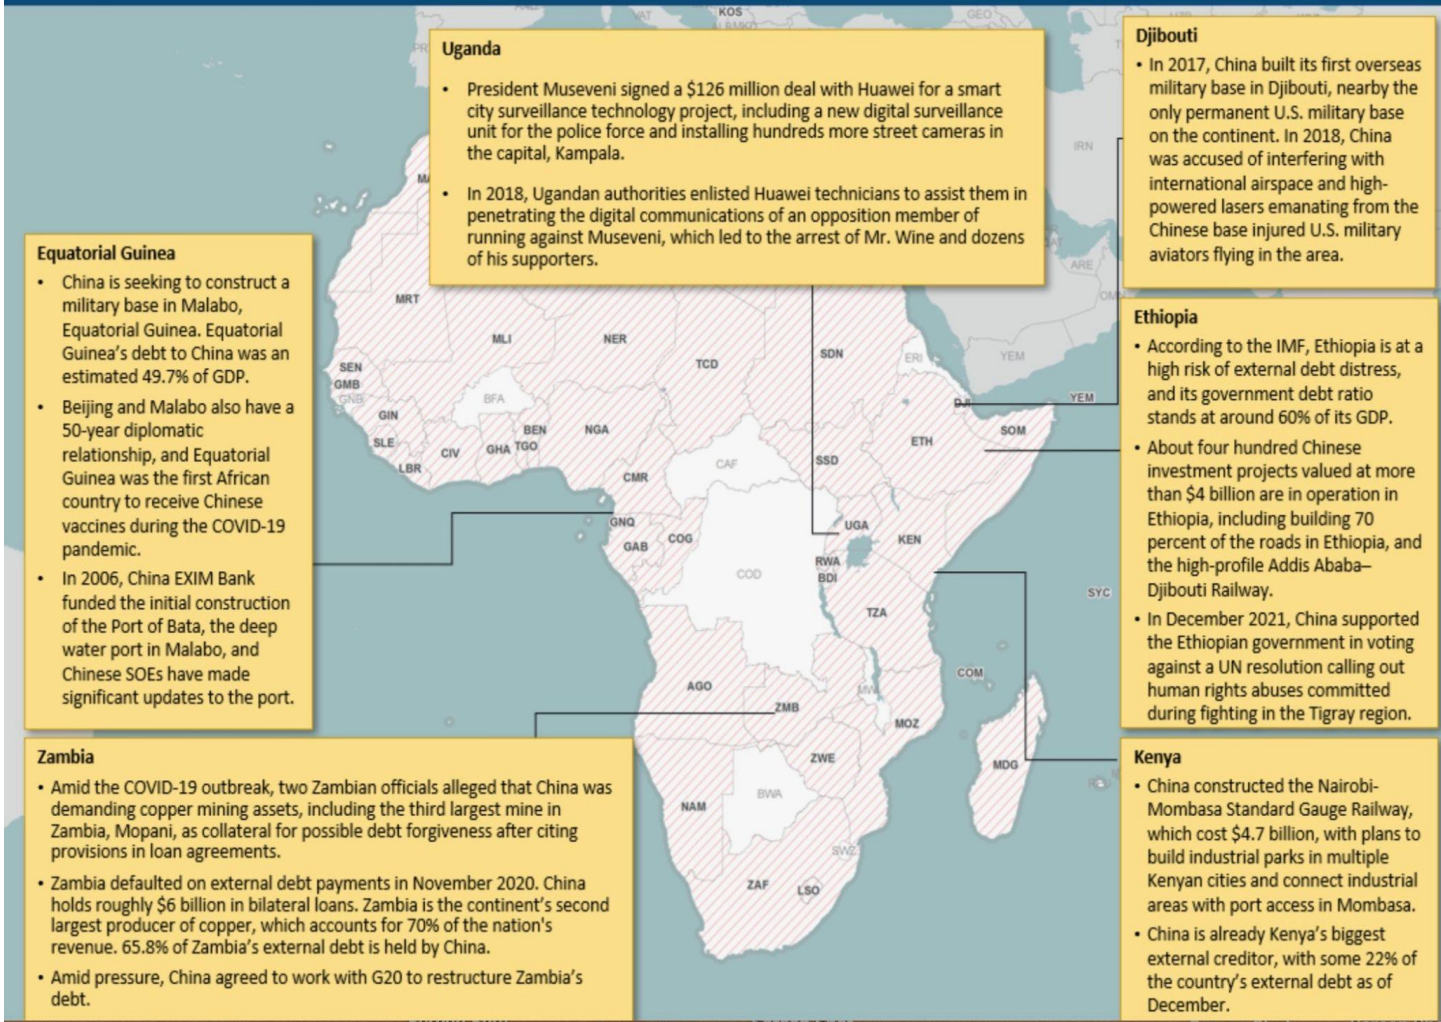 KOS
Uganda
• President Museveni signed a $126 million deal with Huawei for a smart
city surveillance technology project, including a new digital surveillance
unit for the police force and installing hundreds more street cameras in
the capital, Kampala.
• In 2018, Ugandan authorities enlisted Huawei technicians to assist them in
penetrating the digital communications of an opposition member of
running against Museveni, which led to the arrest of Mr. Wine and dozens
of his supporters.
Djibouti
• In 2017, China built its first overseas
military base in Djibouti, nearby the
only permanent U.S. military base
on the continent. In 2018, China
was accused of interfering with
international airspace and high-
powered lasers emanating from the
Chinese base injured U.S. military
aviators flying in the area.
Equatorial Guinea
• China is seeking to construct a
military base in Malabo,
Equatorial Guinea. Equatorial
Guinea's debt to China was an
estimated 49.7% of GDP.
• Beijing and Malabo also have a
50-year diplomatic
relationship, and Equatorial
Guinea was the first African
country to receive Chinese
vaccines during the COVID-19
pandemic.
• In 2006, China EXIM Bank
funded the initial construction
of the Port of Bata, the deep
water port in Malabo, and
Chinese SOEs have made
significant updates to the port.
Ethiopia
• According to the IMF, Ethiopia is at a
high risk of external debt distress,
and its government debt ratio
stands at around 60% of its GDP.
• About four hundred Chinese
investment projects valued at more
than $4 billion are in operation in
Ethiopia, including building 70
percent of the roads in Ethiopia, and
the high-profile Addis Ababa–
Djibouti Railway.
• In December 2021, China supported
the Ethiopian government in voting
against a UN resolution calling out
human rights abuses committed
during fighting in the Tigray region.
Zambia
• Amid the COVID-19 outbreak, two Zambian officials alleged that China was
demanding copper mining assets, including the third largest mine in
Zambia, Mopani, as collateral for possible debt forgiveness after citing
provisions in loan agreements.
• Zambia defaulted on external debt payments in November 2020. China
holds roughly $6 billion in bilateral loans. Zambia is the continent's second
largest producer of copper, which accounts for 70% of the nation's
revenue. 65.8% of Zambia's external debt is held by China.
• Amid pressure, China agreed to work with G20 to restructure Zambia's
debt.
Kenya
• China constructed the Nairobi-
Mombasa Standard Gauge Railway,
which cost $4.7 billion, with plans to
build industrial parks in multiple
Kenyan cities and connect industrial
areas with port access in Mombasa.
• China is already Kenya's biggest
external creditor, with some 22% of
the country's external debt as of
December.
VAT
GEO
IRN
ARE
MRT
MLI
NER
TCD
SDN
ERI
YEM
YEM
SEN
GMB
GNB
BFA
DJI
GIN
BEN
NGA
ETH
SOM
SLE
CIV
GHA
TGO
LBR
CAF
SSD
CMR
GNQ
UGA
GAB
COG
KEN
RWA
BDI
COD
SYC
TZA
COM
AGO
ZMB
MOZ
ZWE
MDG
NAM
BWA
SWZ
ZAF
LSO